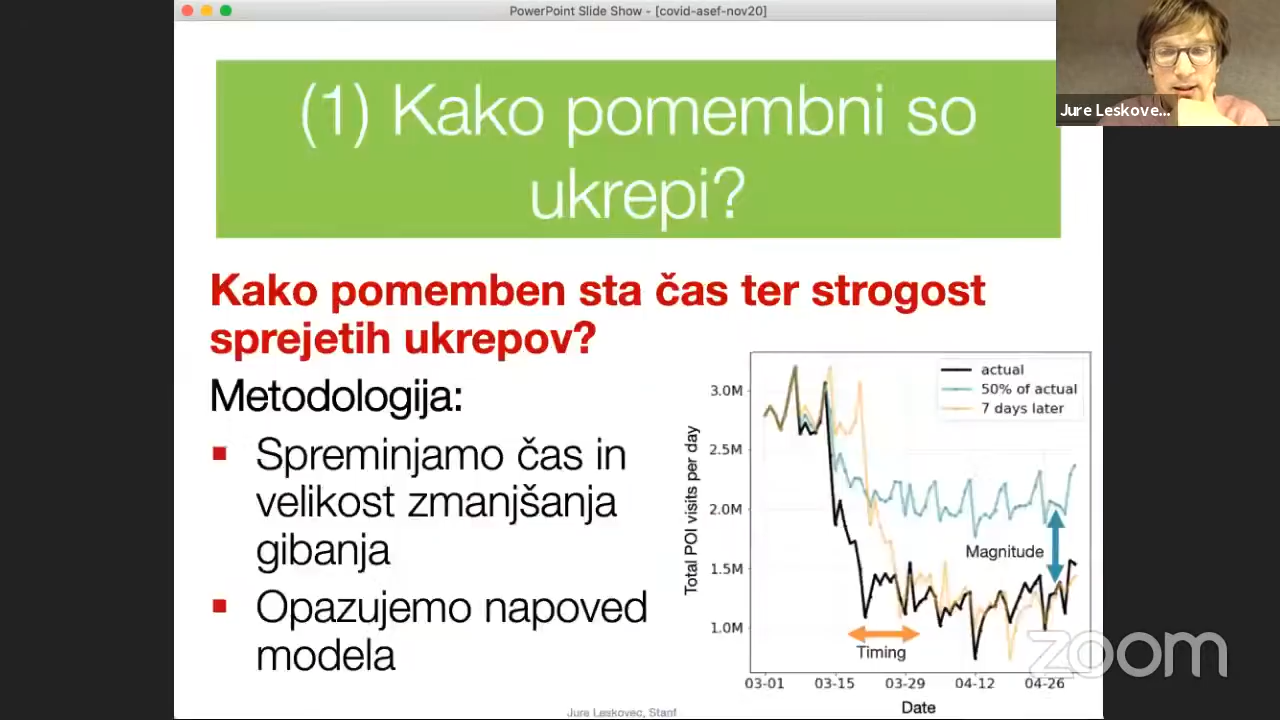 PowerPoint Slide Show - [covid-asef-nov20]
Jure Leskove...
(1) Kako pomembni so
ukrepi?
Kako pomemben sta čas ter strogost
sprejetih ukrepov?
Metodologija:
Spreminjamo čas in
velikost zmanjšanja
gibanja
Opazujemo napoved
modela
actual
50% of actual
7 days later
Total POI visits per day
3.0M
2.5M
2.0M
1.5M
1.0M
Magnitude
Timing
03-01 03-15 03-29 04-12 04-26
Date
zoom
Jure Leskovec, Stanf